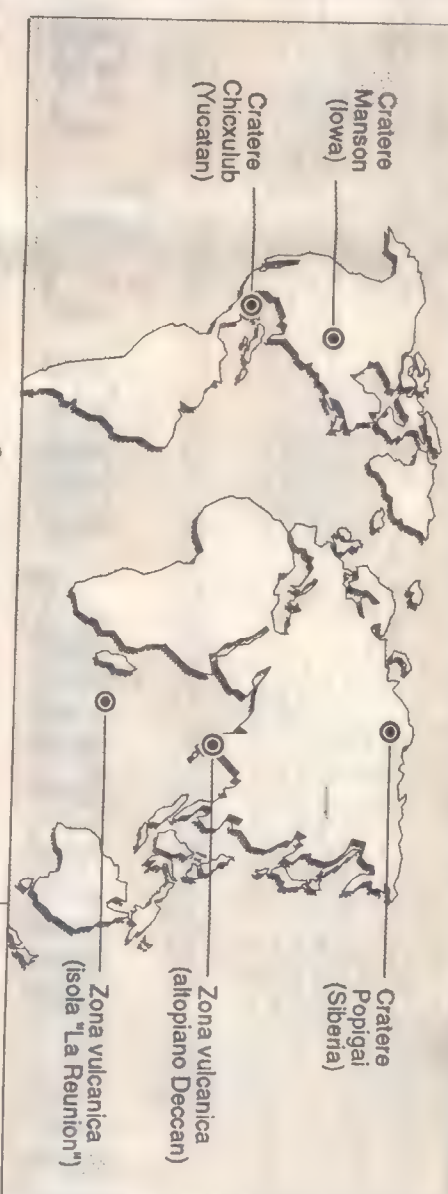 Cratere
Manson
(Iowa)
Cratere
Chicxulub
(Yucatan)
Cratere
Popigai
(Siberia)
Zona vulcanica
(altopiano Deccan)
Zona vulcanica
(isola "La Reunion")